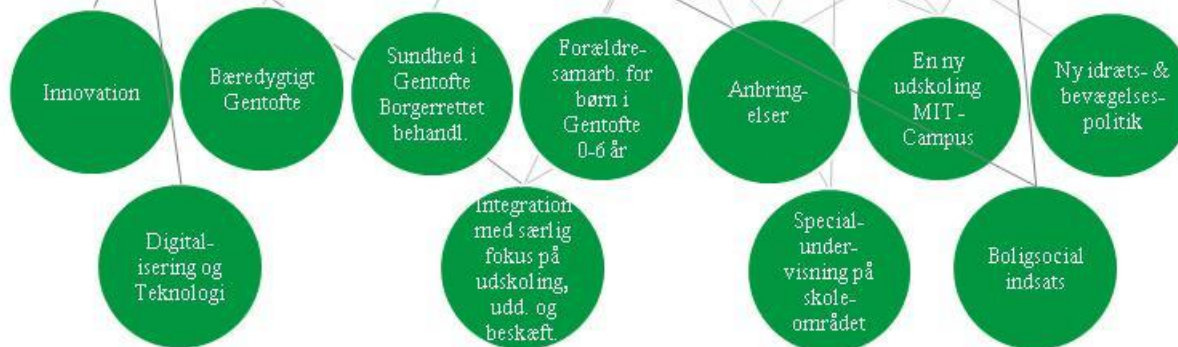 Innovation
Bæredygtigt
Gentofte
Sundhed i
Gentofte
Borgerrettet
behandl.
Forældre-
samarb. for
børn i
Gentofte
0-6 år
Anbring-
elser
En ny
udskoling
MIT -
Campus
Ny idræts- &
bevægelses-
politik
Digital-
isering og
Teknologi
Integration
med særlig
fokus på
udskoling,
udd. og
beskæft.
Special-
under-
visning på
skole-
området
Boligsocial
indsats